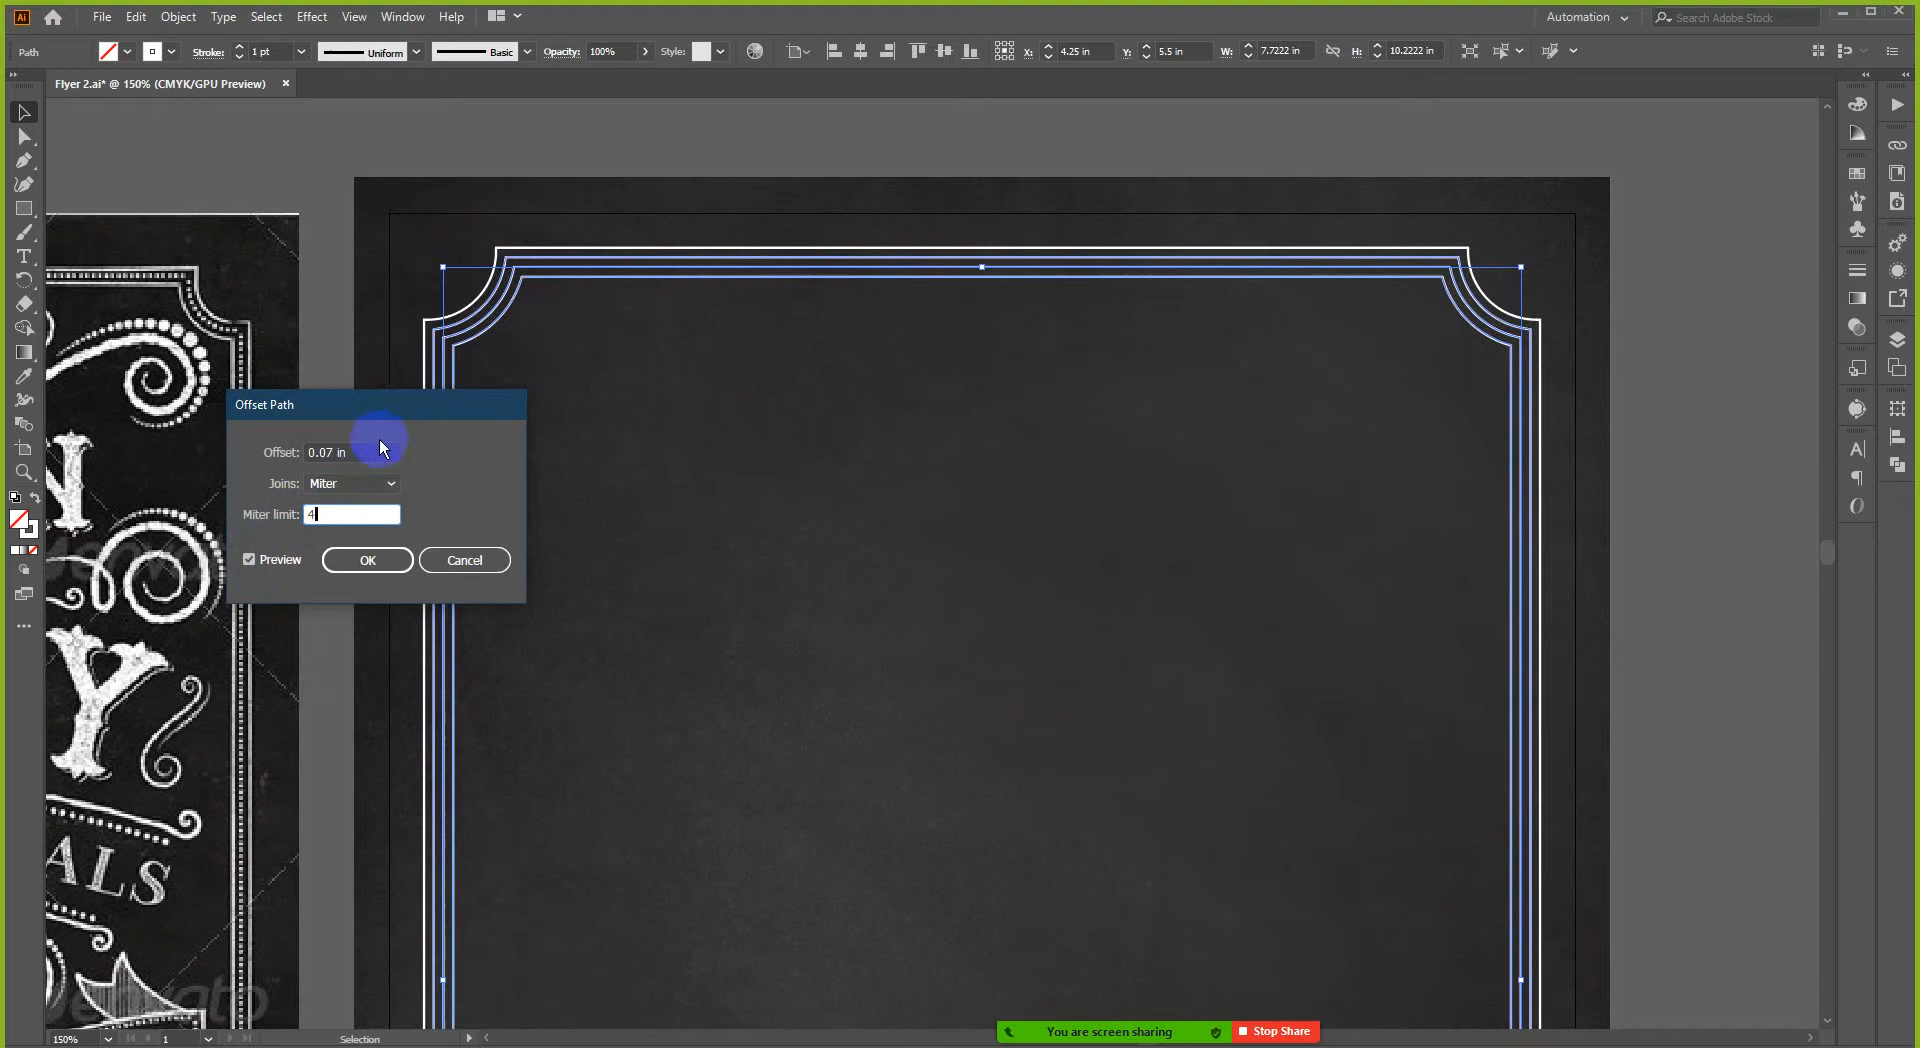 Ai File Edit Object Type Select Effect View Window Help Automation Search Adobe Stock
Path Stroke: 1 pt Uniform Basic Opacity: 100% Style: X: 4.25 in Y: 5.5 in W: 7.7222 in H: 10.2222 in
Flyer 2.ai* @ 150% (CMYK/GPU Preview) ×
Offset Path
Offset: 0.07 in
Joins: Miter
Miter limit: 4
Preview OK Cancel
N
Y
ALS
envato
You are screen sharing Stop Share
150% 1 Selection